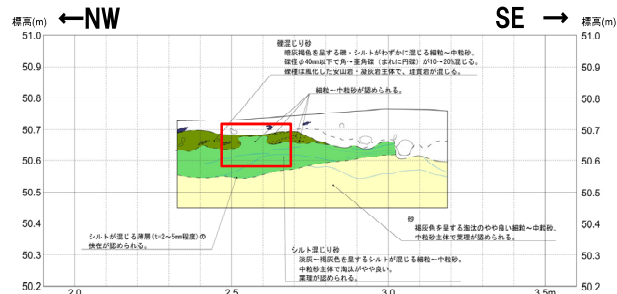 標高(m) ←NW SE → 標高(m)
51.0 51.0
50.9 50.9
50.8 50.8
50.7 50.7
50.6 50.6
50.5 50.5
50.4 50.4
50.3 50.3
50.2 50.2
2.0 2.5 3.0 3.5m
礫混じり砂
暗灰褐色を呈する礫・シルトがわずかに混じる細粒~中粒砂。
礫径φ40mm以下で角~亜角礫(まれに円礫)が10~20%混じる。
礫種は風化した安山岩・凝灰岩主体で、珪質岩が混じる。
細粒~中粒砂が認められる。
シルトが混じる薄層(t=2~5mm程度)の
挟在が認められる。
砂
褐灰色を呈する淘汰のやや良い細粒~中粒砂。
中粒砂主体で葉理が認められる。
シルト混じり砂
淡灰~褐灰色を呈するシルトが混じる細粒~中粒砂。
中粒砂主体で淘汰がやや良い。
葉理が認められる。